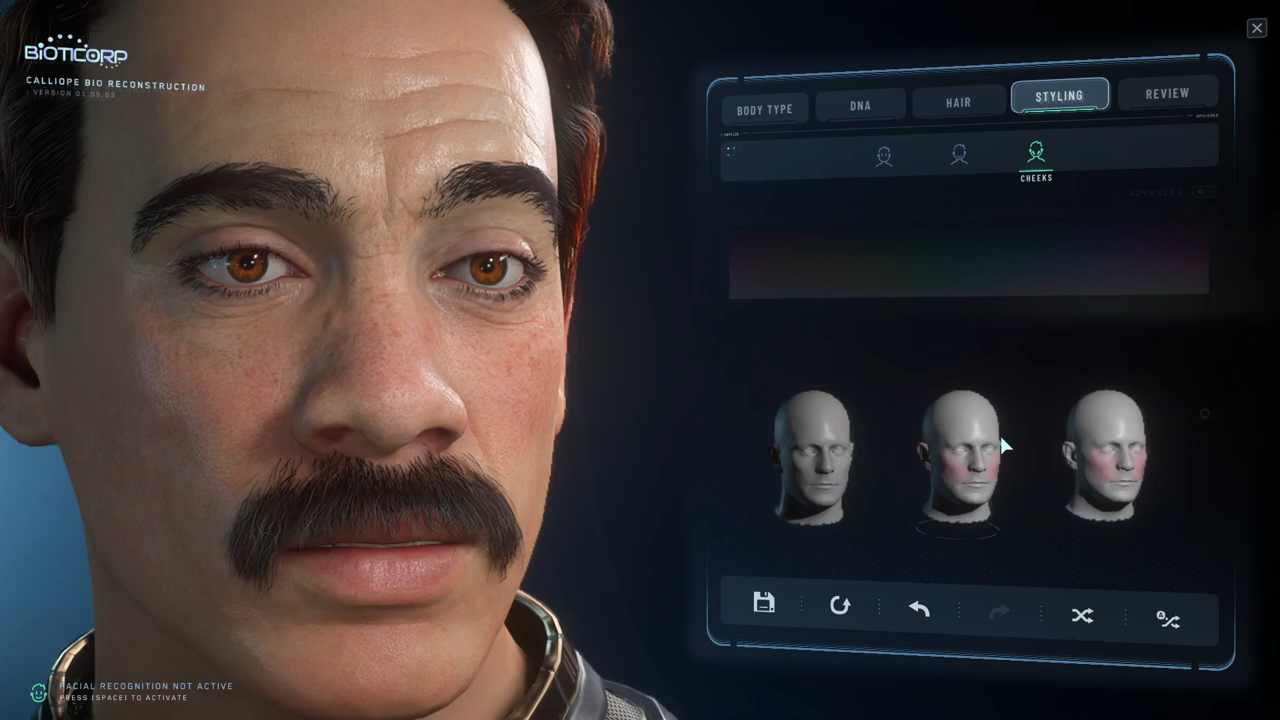 BIOTICORP
CALLIOPE BIO RECONSTRUCTION
VERSION 01.05.03
BODY TYPE
DNA
HAIR
STYLING
REVIEW
CHEEKS
ADVANCED
FACIAL RECOGNITION NOT ACTIVE
PRESS [SPACE] TO ACTIVATE